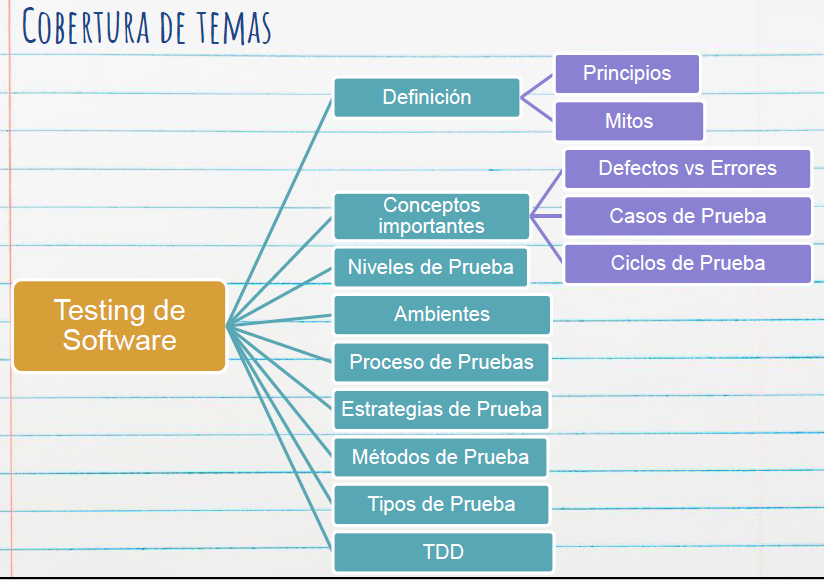 COBERTURA DE TEMAS
Testing de
Software
Definición
Principios
Mitos
Conceptos
importantes
Defectos vs Errores
Casos de Prueba
Ciclos de Prueba
Niveles de Prueba
Ambientes
Proceso de Pruebas
Estrategias de Prueba
Métodos de Prueba
Tipos de Prueba
TDD